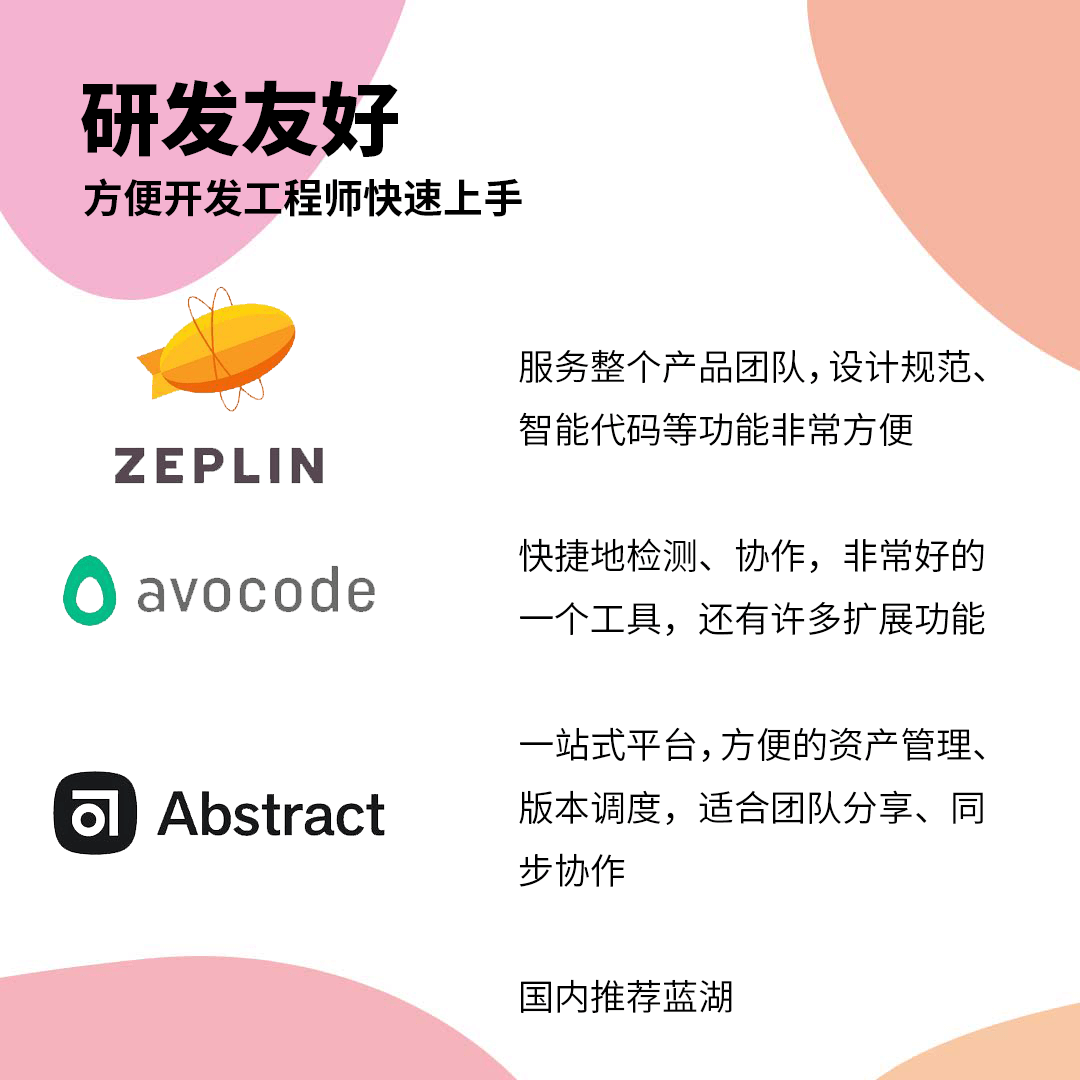 研发友好
方便开发工程师快速上手
ZEPLIN
服务整个产品团队，设计规范、
智能代码等功能非常方便
avocode
快捷地检测、协作，非常好的
一个工具，还有许多扩展功能
Abstract
一站式平台，方便的资产管理、
版本调度，适合团队分享、同
步协作
国内推荐蓝湖